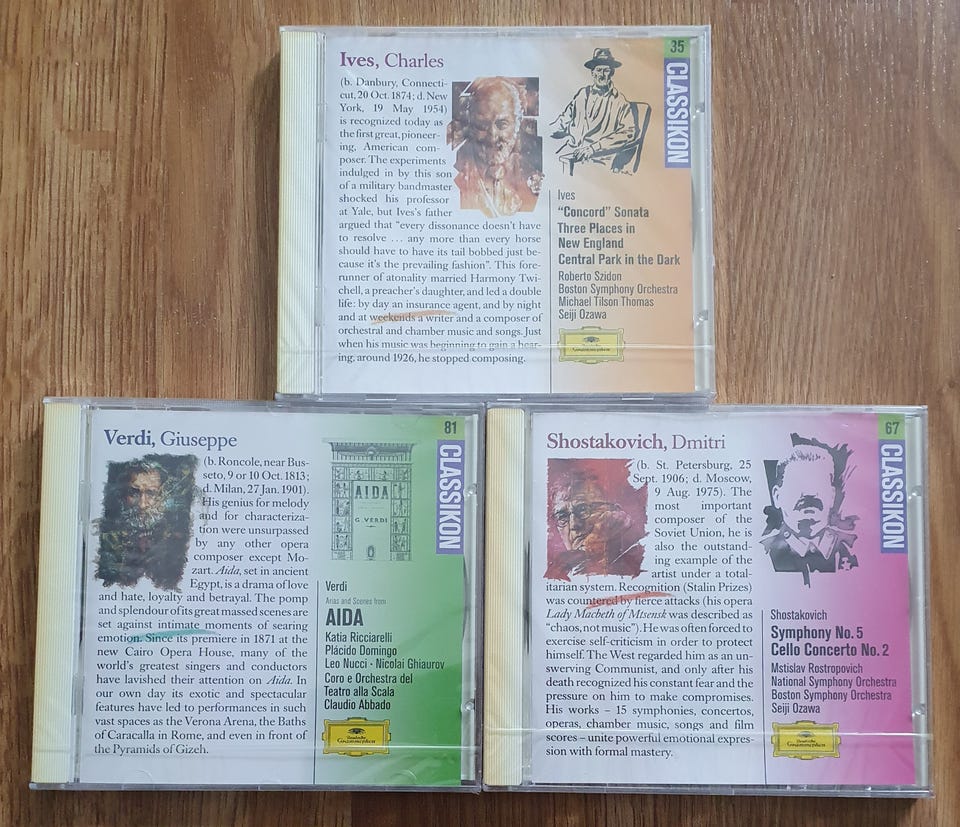 Ives, Charles
(b. Danbury, Connecti-
cut, 20 Oct. 1874; d. New
York, 19 May 1954)
is recognized today as
the first great, pioneer-
ing, American com-
poser. The experiments
indulged in by this son
of a military bandmaster
shocked his professor
at Yale, but Ives's father
argued that "every dissonance doesn't have
to resolve ... any more than every horse
should have to have its tail bobbed just be-
cause it's the prevailing fashion". This fore-
runner of atonality married Harmony Twi-
chell, a preacher's daughter, and led a double
life: by day an insurance agent, and by night
and at weekends a writer and a composer of
orchestral and chamber music and songs. Just
when his music was beginning to gain a hear-
ing, around 1926, he stopped composing.
35
CLASSIKON
Ives
"Concord" Sonata
Three Places in
New England
Central Park in the Dark
Roberto Szidon
Boston Symphony Orchestra
Michael Tilson Thomas
Seiji Ozawa
Deutsche
Grammophon
Verdi, Giuseppe
(b. Roncole, near Bus-
seto, 9 or 10 Oct. 1813;
d. Milan, 27 Jan. 1901).
His genius for melody
and for characteriza-
tion were unsurpassed
by any other opera
composer except Mo-
zart. Aida, set in ancient
Egypt, is a drama of love
and hate, loyalty and betrayal. The pomp
and splendour of its great massed scenes are
set against intimate moments of searing
emotion. Since its premiere in 1871 at the
new Cairo Opera House, many of the
world's greatest singers and conductors
have lavished their attention on Aida. In
our own day its exotic and spectacular
features have led to performances in such
vast spaces as the Verona Arena, the Baths
of Caracalla in Rome, and even in front of
the Pyramids of Gizeh.
81
CLASSIKON
AIDA
G. VERDI
Verdi
Arias and Scenes from
AIDA
Katia Ricciarelli
Plácido Domingo
Leo Nucci · Nicolai Ghiaurov
Coro e Orchestra del
Teatro alla Scala
Claudio Abbado
Deutsche
Grammophon
Shostakovich, Dmitri
(b. St. Petersburg, 25
Sept. 1906; d. Moscow,
9 Aug. 1975). The
most important
composer of the
Soviet Union, he is
also the outstand-
ing example of the
artist under a total-
itarian system. Recognition (Stalin Prizes)
was countered by fierce attacks (his opera
Lady Macbeth of Mtsensk was described as
"chaos, not music"). He was often forced to
exercise self-criticism in order to protect
himself. The West regarded him as an un-
swerving Communist, and only after his
death recognized his constant fear and the
pressure on him to make compromises.
His works – 15 symphonies, concertos,
operas, chamber music, songs and film
scores – unite powerful emotional expres-
sion with formal mastery.
67
CLASSIKON
Shostakovich
Symphony No. 5
Cello Concerto No. 2
Mstislav Rostropovich
National Symphony Orchestra
Boston Symphony Orchestra
Seiji Ozawa
Deutsche
Grammophon